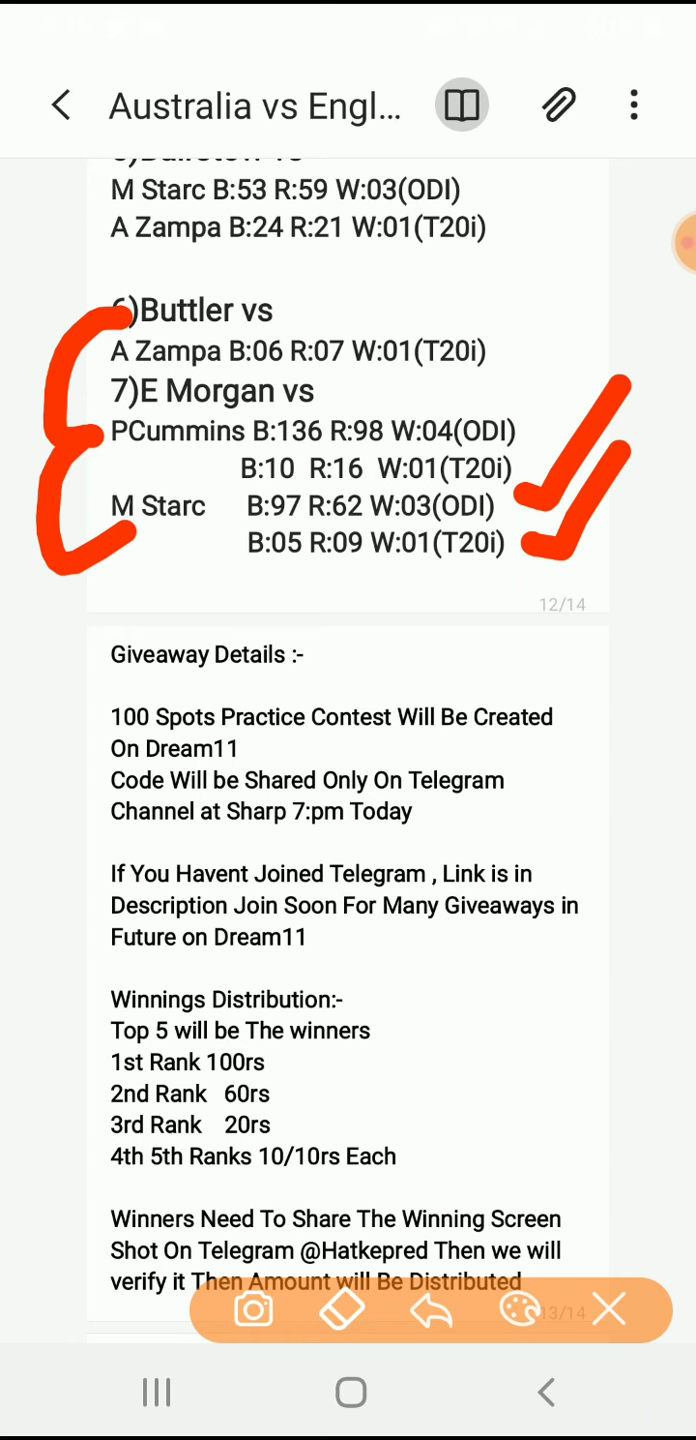 Australia vs Engl...
M Starc B:53 R:59 W:03(ODI)
A Zampa B:24 R:21 W:01(T20i)
6)Buttler vs
A Zampa B:06 R:07 W:01(T20i)
7)E Morgan vs
PCummins B:136 R:98 W:04(ODI)
B:10 R:16 W:01(T20i)
M Starc B:97 R:62 W:03(ODI)
B:05 R:09 W:01(T20i)
12/14
Giveaway Details :-
100 Spots Practice Contest Will Be Created
On Dream11
Code Will be Shared Only On Telegram
Channel at Sharp 7:pm Today
If You Havent Joined Telegram , Link is in
Description Join Soon For Many Giveaways in
Future on Dream11
Winnings Distribution:-
Top 5 will be The winners
1st Rank 100rs
2nd Rank 60rs
3rd Rank 20rs
4th 5th Ranks 10/10rs Each
Winners Need To Share The Winning Screen
Shot On Telegram @Hatkepred Then we will
verify it Then Amount will Be Distributed
13/14